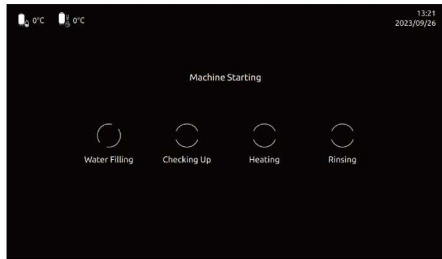 0°C 0°C 13:21
2023/09/26
Machine Starting
Water Filling Checking Up Heating Rinsing